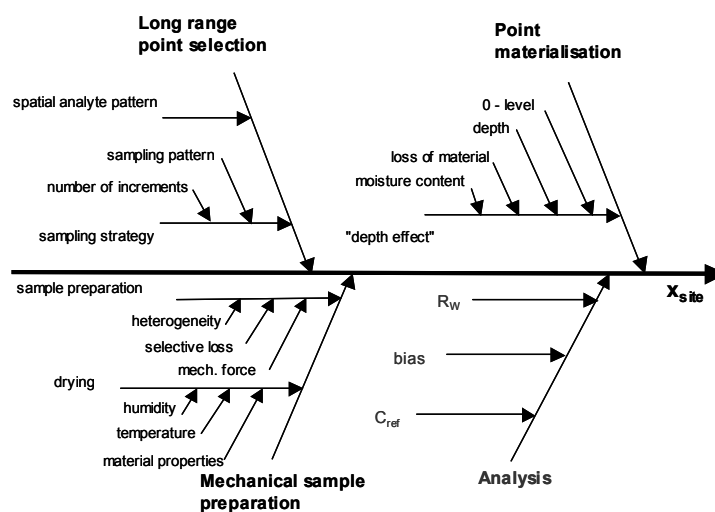 Long range
point selection
Point
materialisation
spatial analyte pattern
0 - level
depth
sampling pattern
loss of material
number of increments
moisture content
sampling strategy
"depth effect"
sample preparation
X_site
heterogeneity
R_W
selective loss
mech. force
bias
drying
humidity
C_ref
temperature
material properties
Mechanical sample
preparation
Analysis